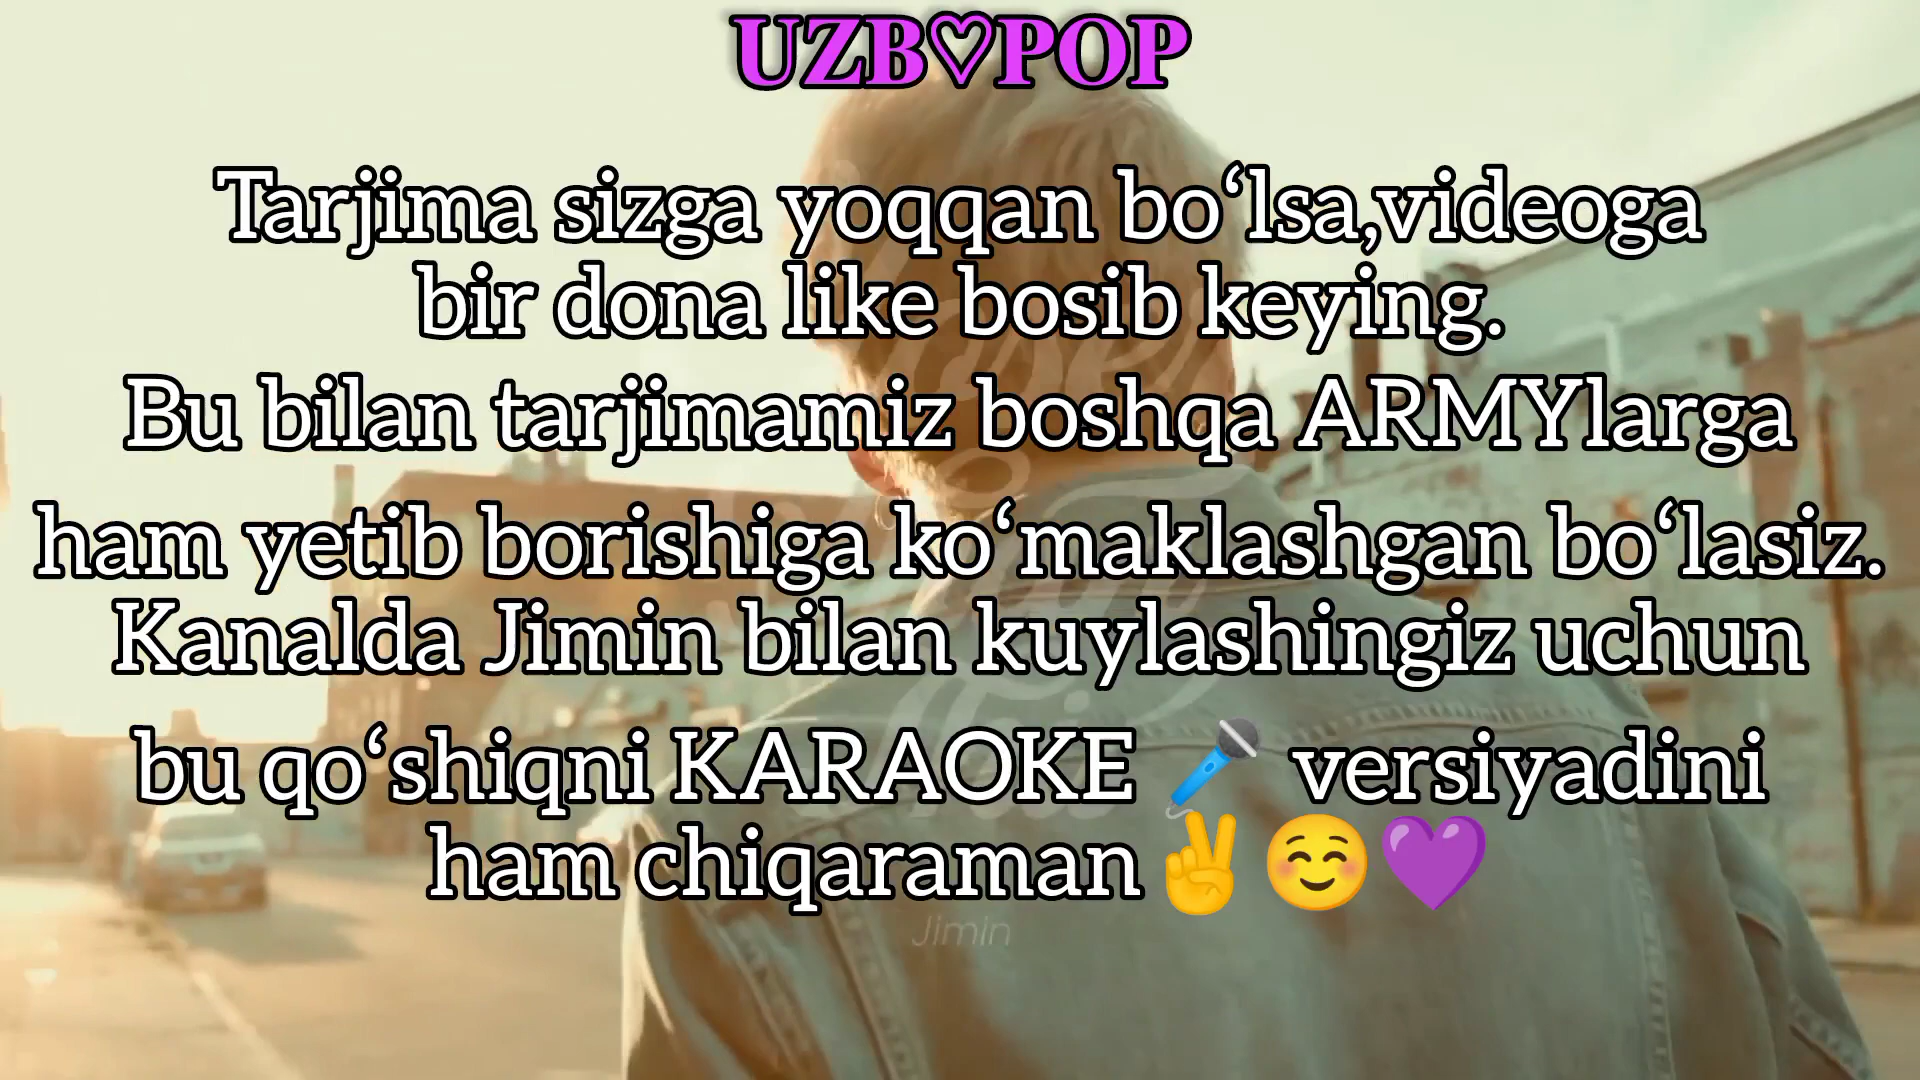 UZB♡POP
Tarjima sizga yoqqan bo‘lsa,videoga
bir dona like bosib keying.
Bu bilan tarjimamiz boshqa ARMYlarga
ham yetib borishiga ko‘maklashgan bo‘lasiz.
Kanalda Jimin bilan kuylashingiz uchun
bu qo‘shiqni KARAOKE 🎤 versiyadini
ham chiqaraman✌️☺️💜
Jimin